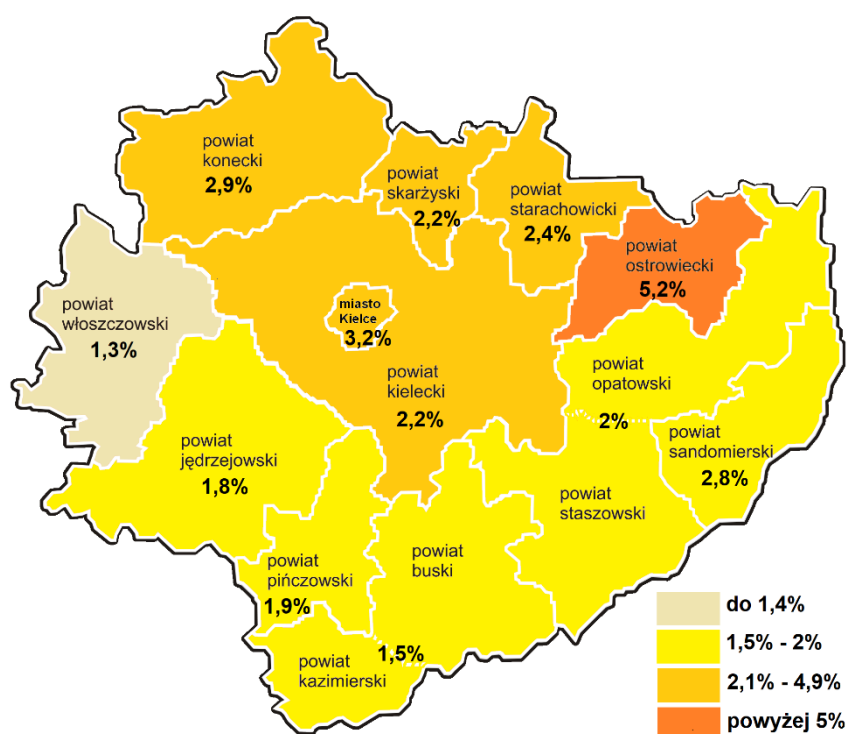 powiat
konecki
2,9%
powiat
skarżyski
2,2%
powiat
starachowicki
2,4%
powiat
ostrowiecki
5,2%
powiat
włoszczowski
1,3%
miasto
Kielce
3,2%
powiat
kielecki
2,2%
powiat
opatowski
2%
powiat
sandomierski
2,8%
powiat
jędrzejowski
1,8%
powiat
staszowski
powiat
pińczowski
1,9%
powiat
buski
1,5%
powiat
kazimierski
do 1,4%
1,5% - 2%
2,1% - 4,9%
powyżej 5%